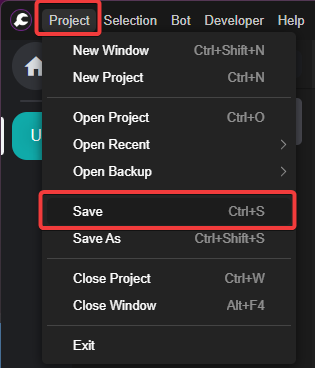 Project Selection Bot Developer Help
New Window Ctrl+Shift+N
New Project Ctrl+N
Open Project Ctrl+O
Open Recent
Open Backup
Save Ctrl+S
Save As Ctrl+Shift+S
Close Project Ctrl+W
Close Window Alt+F4
Exit